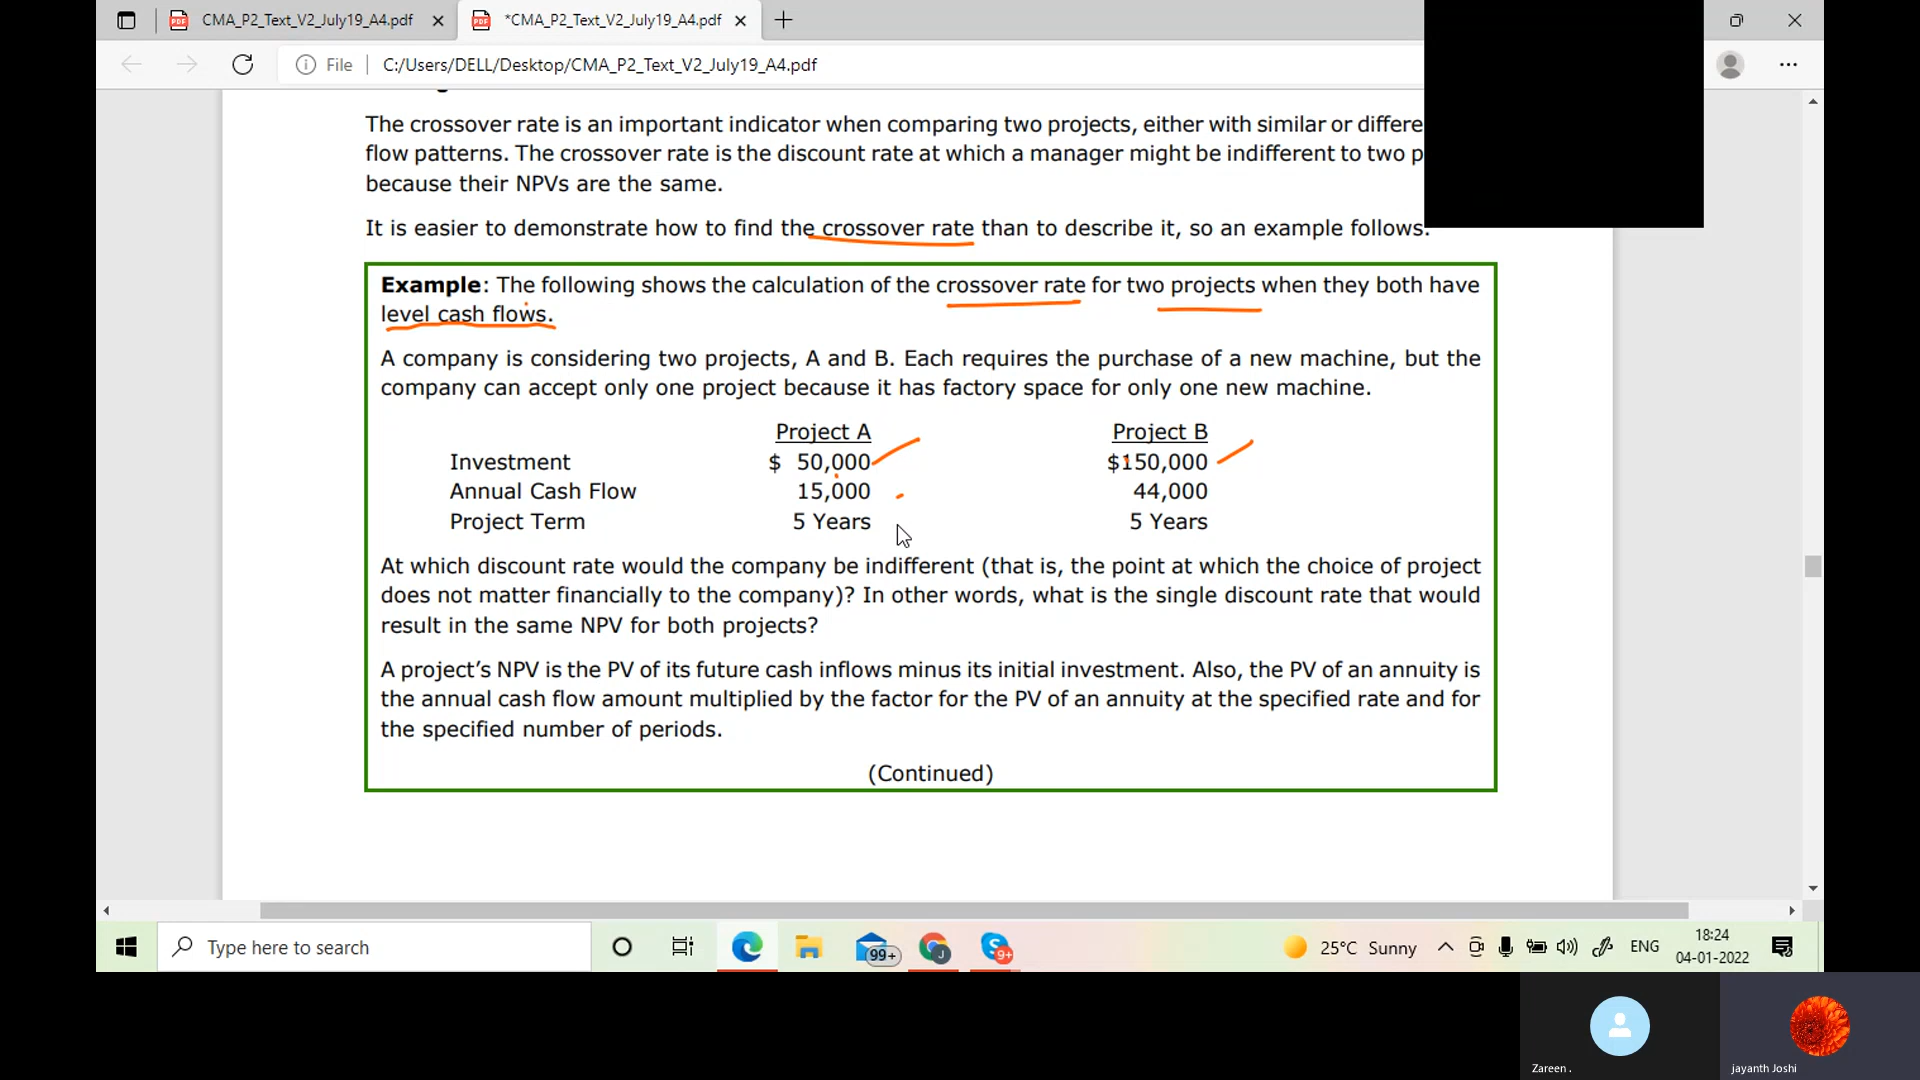 CMA_P2_Text_V2_July19_A4.pdf
*CMA_P2_Text_V2_July19_A4.pdf
File
C:/Users/DELL/Desktop/CMA_P2_Text_V2_July19_A4.pdf
The crossover rate is an important indicator when comparing two projects, either with similar or differe
flow patterns. The crossover rate is the discount rate at which a manager might be indifferent to two p
because their NPVs are the same.
It is easier to demonstrate how to find the crossover rate than to describe it, so an example follows.
Example: The following shows the calculation of the crossover rate for two projects when they both have
level cash flows.
A company is considering two projects, A and B. Each requires the purchase of a new machine, but the
company can accept only one project because it has factory space for only one new machine.
Project A Project B
Investment $ 50,000 $150,000
Annual Cash Flow 15,000 44,000
Project Term 5 Years 5 Years
At which discount rate would the company be indifferent (that is, the point at which the choice of project
does not matter financially to the company)? In other words, what is the single discount rate that would
result in the same NPV for both projects?
A project's NPV is the PV of its future cash inflows minus its initial investment. Also, the PV of an annuity is
the annual cash flow amount multiplied by the factor for the PV of an annuity at the specified rate and for
the specified number of periods.
(Continued)
Type here to search
99+
J
9+
25°C Sunny
ENG
18:24
04-01-2022
Zareen .
jayanth Joshi